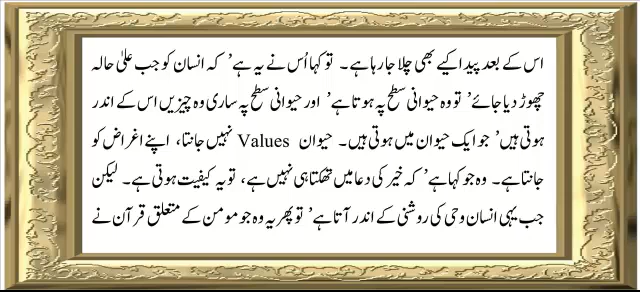 اس کے بعد پیدا کیے بھی چلا جا رہا ہے۔ تو کہا اُس نے یہ ہے’ کہ انسان کو جب علیٰ حالہ
چھوڑ دیا جائے’ تو وہ حیوانی سطح پہ ہوتا ہے’ اور حیوانی سطح پہ ساری وہ چیزیں اس کے اندر
ہوتی ہیں’ جو ایک حیوان میں ہوتی ہیں۔ حیوان Values نہیں جانتا، اپنے اغراض کو
جانتا ہے۔ وہ جو کہا ہے’ کہ خیر کی دعا میں تھکتا ہی نہیں ہے، تو یہ کیفیت ہوتی ہے۔ لیکن
جب یہی انسان وحی کی روشنی کے اندر آتا ہے’ تو پھر یہ وہ جو مومن کے متعلق قرآن نے